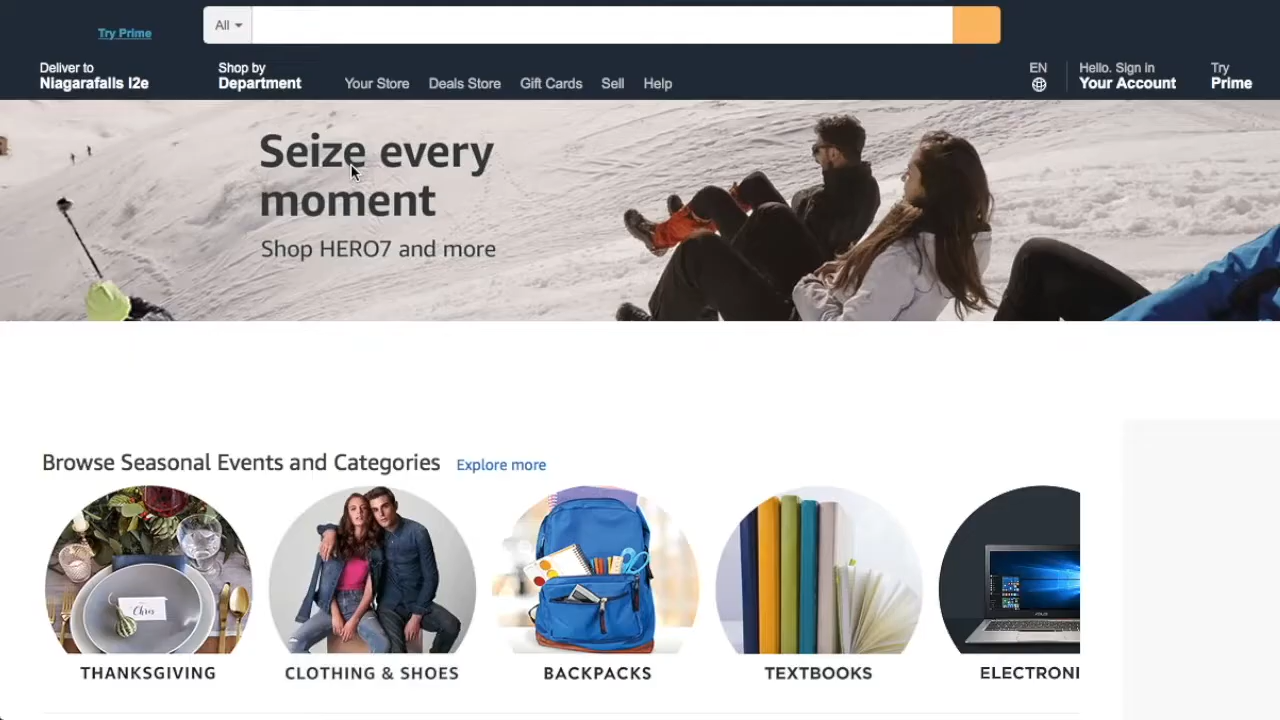 All
Try Prime
Deliver to
Niagarafalls l2e
Shop by
Department
Your Store
Deals Store
Gift Cards
Sell
Help
EN
Hello. Sign in
Your Account
Try
Prime
Seize every
moment
Shop HERO7 and more
Browse Seasonal Events and Categories
Explore more
THANKSGIVING
CLOTHING & SHOES
BACKPACKS
TEXTBOOKS
ELECTRONI